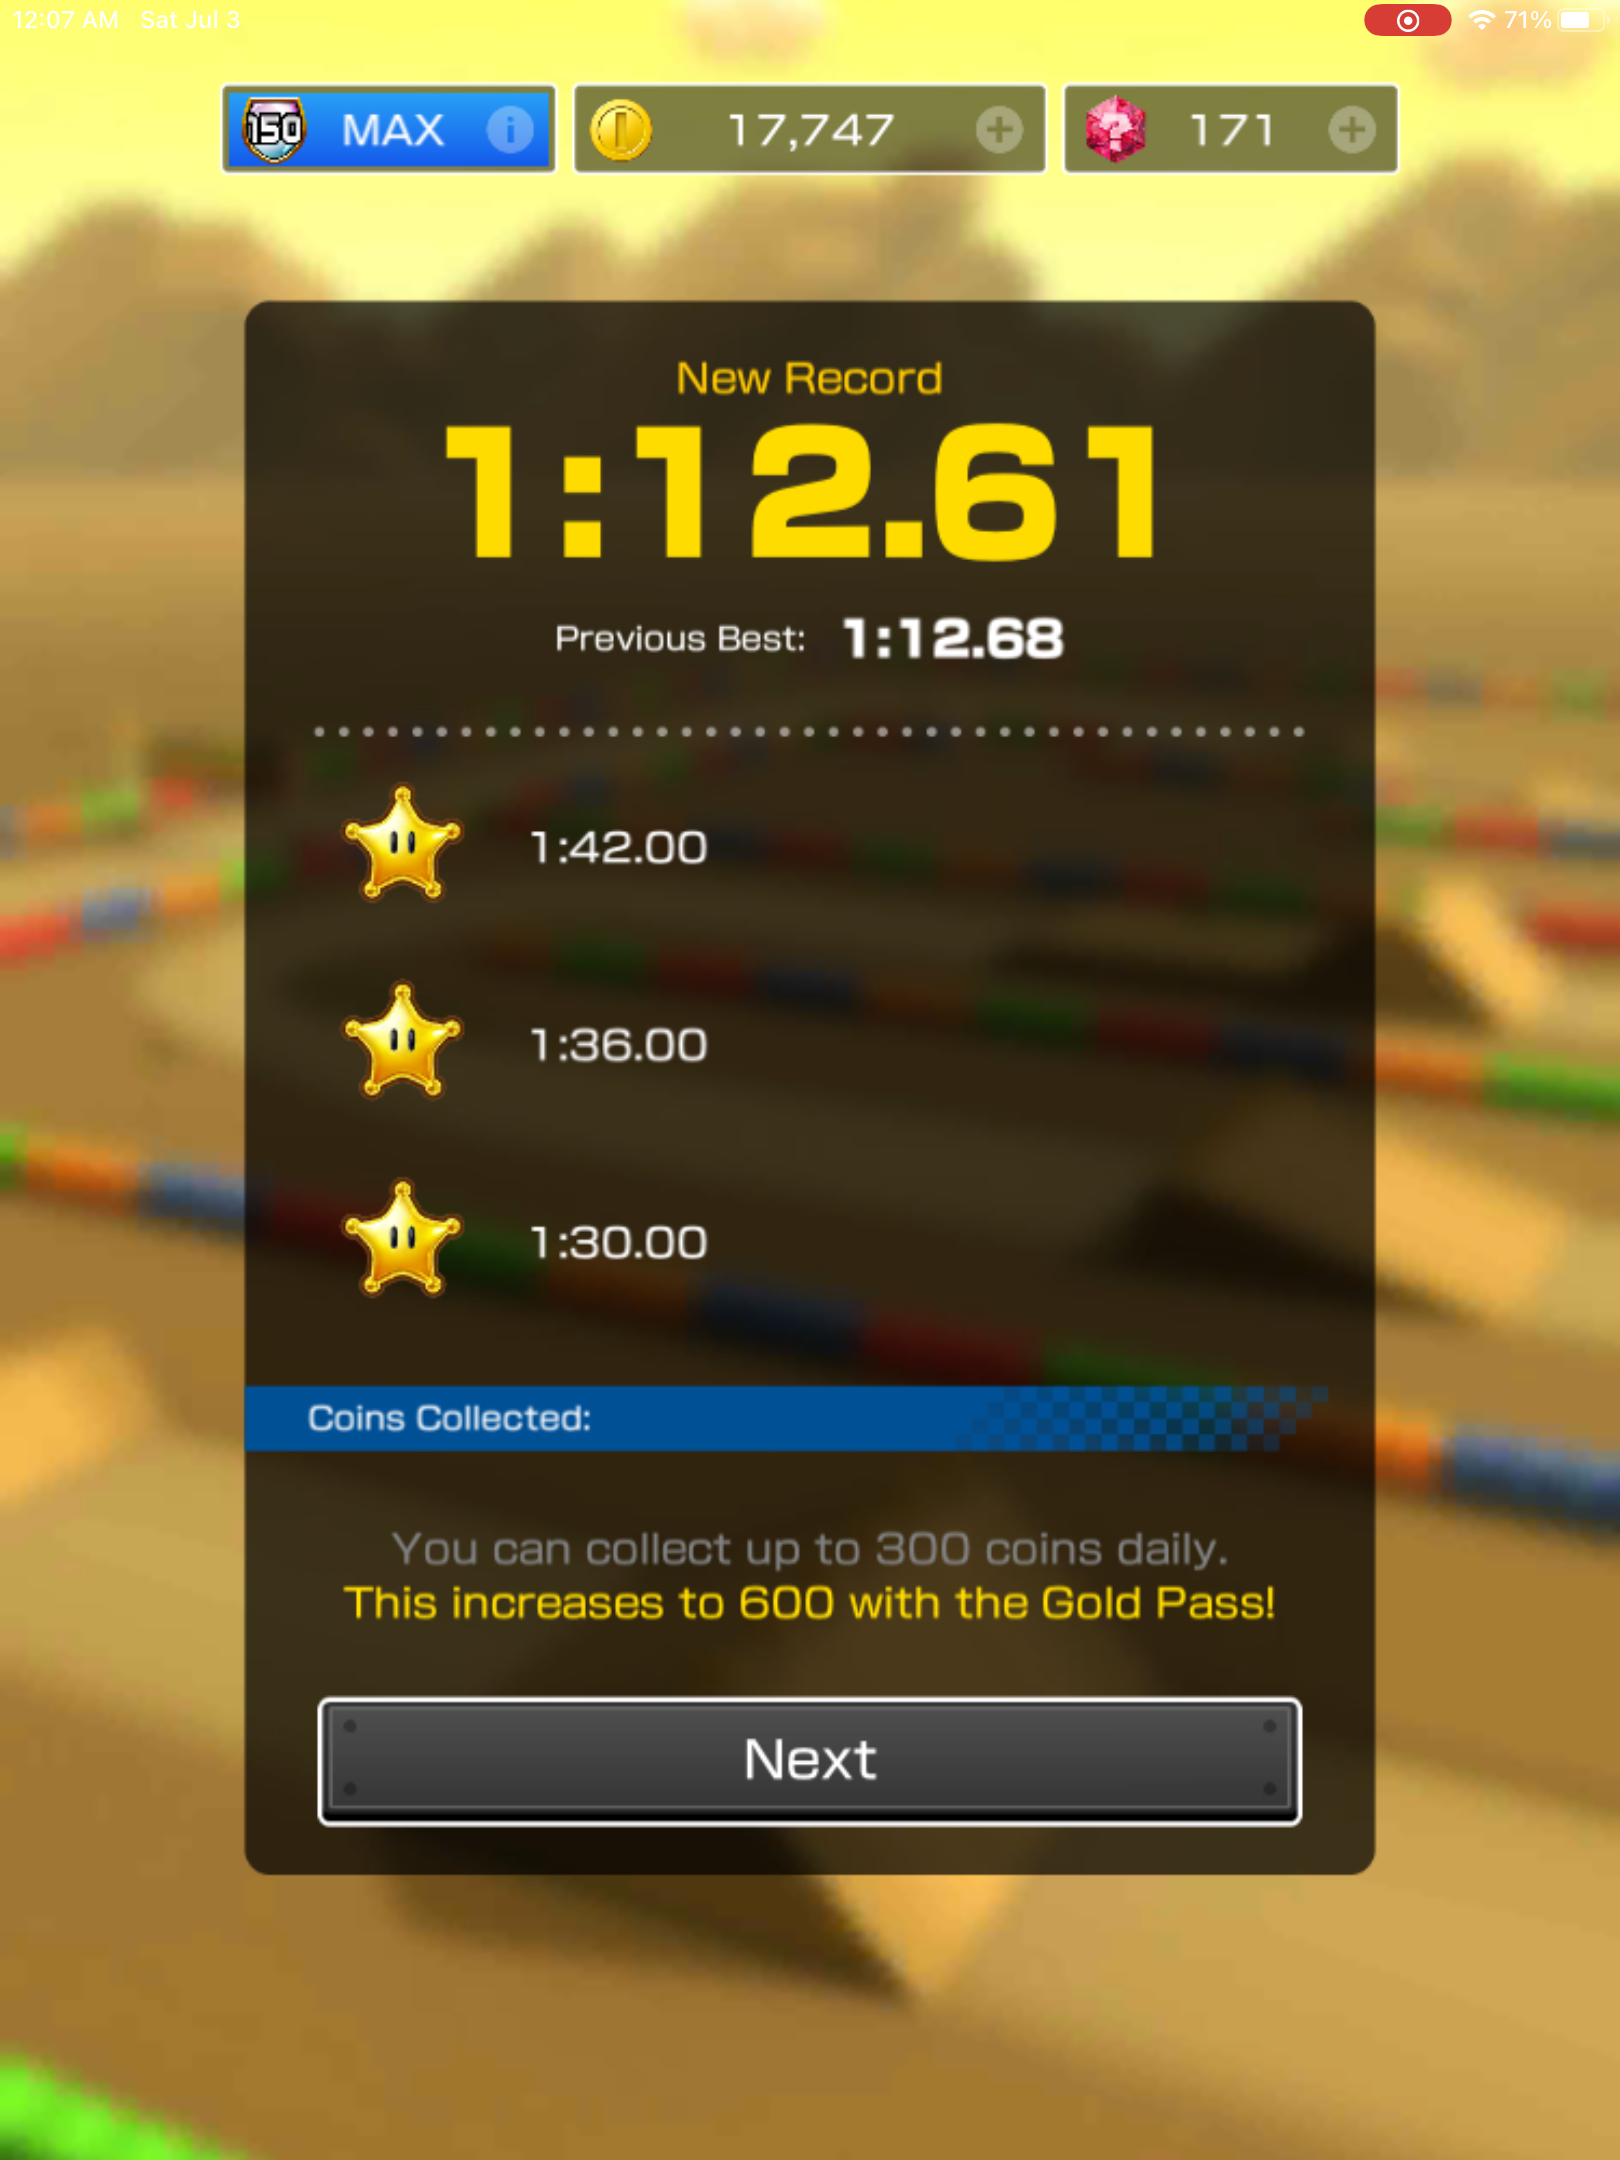 12:07 AM Sat Jul 3 71%
150 MAX i 17,747 + ? 171 +
New Record
1:12.61
Previous Best: 1:12.68
1:42.00
1:36.00
1:30.00
Coins Collected:
You can collect up to 300 coins daily.
This increases to 600 with the Gold Pass!
Next